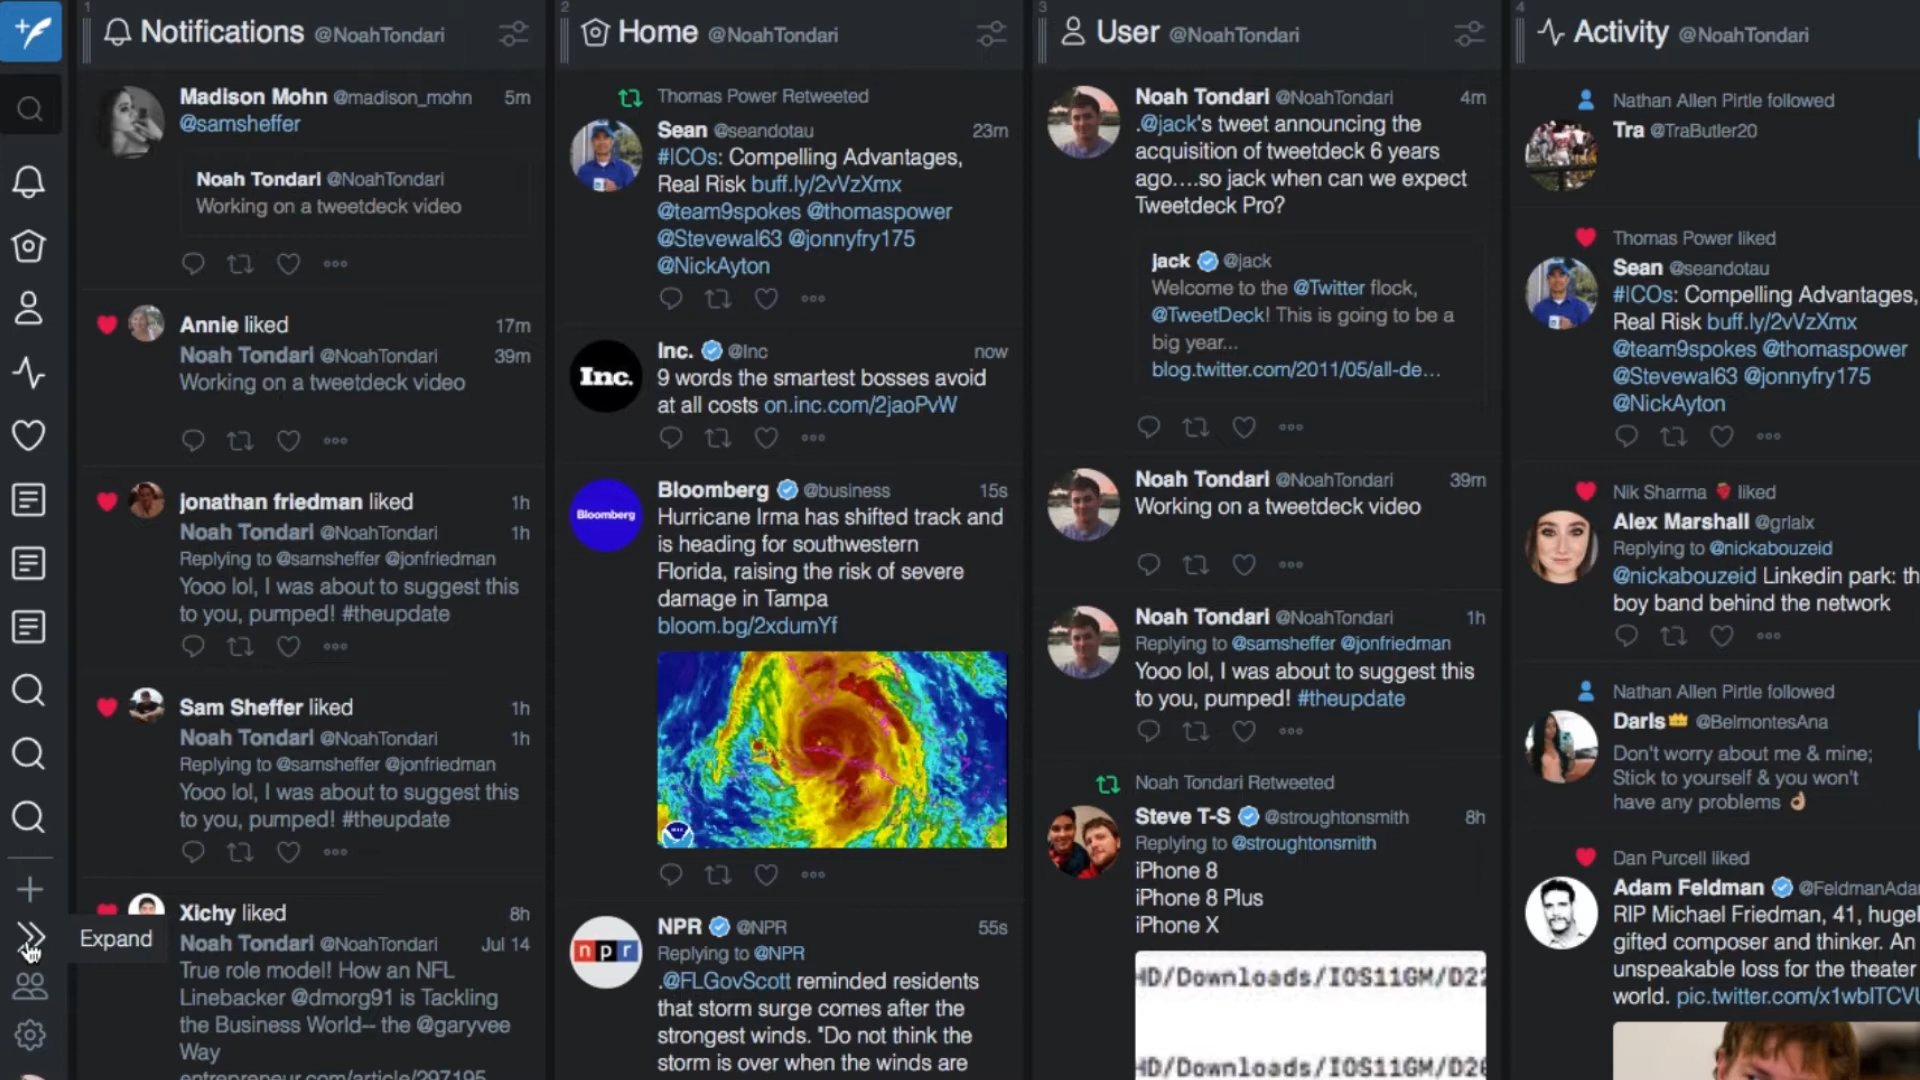 1
Notifications @NoahTondari
Madison Mohn @madison_mohn 5m
@samsheffer
Noah Tondari @NoahTondari
Working on a tweetdeck video
Annie liked 17m
Noah Tondari @NoahTondari 39m
Working on a tweetdeck video
jonathan friedman liked 1h
Noah Tondari @NoahTondari 1h
Replying to @samsheffer @jonfriedman
Yooo lol, I was about to suggest this
to you, pumped! #theupdate
Sam Sheffer liked 1h
Noah Tondari @NoahTondari 1h
Replying to @samsheffer @jonfriedman
Yooo lol, I was about to suggest this
to you, pumped! #theupdate
Xichy liked 8h
Expand
Noah Tondari @NoahTondari Jul 14
True role model! How an NFL
Linebacker @dmorg91 is Tackling
the Business World-- the @garyvee
Way
entrepreneur.com/article/297195
2
Home @NoahTondari
Thomas Power Retweeted
Sean @seandotau 23m
#ICOs: Compelling Advantages,
Real Risk buff.ly/2vVzXmx
@team9spokes @thomaspower
@Stevewal63 @jonnyfry175
@NickAyton
Inc.
Inc. @Inc now
9 words the smartest bosses avoid
at all costs on.inc.com/2jaoPvW
Bloomberg
Bloomberg @business 15s
Hurricane Irma has shifted track and
is heading for southwestern
Florida, raising the risk of severe
damage in Tampa
bloom.bg/2xdumYf
npr
NPR @NPR 55s
Replying to @NPR
.@FLGovScott reminded residents
that storm surge comes after the
strongest winds. "Do not think the
storm is over when the winds are
3
User @NoahTondari
Noah Tondari @NoahTondari 4m
.@jack's tweet announcing the
acquisition of tweetdeck 6 years
ago....so jack when can we expect
Tweetdeck Pro?
jack @jack
Welcome to the @Twitter flock,
@TweetDeck! This is going to be a
big year...
blog.twitter.com/2011/05/all-de...
Noah Tondari @NoahTondari 39m
Working on a tweetdeck video
Noah Tondari @NoahTondari 1h
Replying to @samsheffer @jonfriedman
Yooo lol, I was about to suggest this
to you, pumped! #theupdate
Noah Tondari Retweeted
Steve T-S @stroughtonsmith 8h
Replying to @stroughtonsmith
iPhone 8
iPhone 8 Plus
iPhone X
HD/Downloads/IOS11GM/D22
HD/Downloads/IOS11GM/D20
4
Activity @NoahTondari
Nathan Allen Pirtle followed
Tra @TraButler20
Thomas Power liked
Sean @seandotau
#ICOs: Compelling Advantages,
Real Risk buff.ly/2vVzXmx
@team9spokes @thomaspower
@Stevewal63 @jonnyfry175
@NickAyton
Nik Sharma 🍓 liked
Alex Marshall @grlalx
Replying to @nickabouzeid
@nickabouzeid Linkedin park: th
boy band behind the network
Nathan Allen Pirtle followed
Daris👑 @BelmontesAna
Don't worry about me & mine;
Stick to yourself & you won't
have any problems 👌
Dan Purcell liked
Adam Feldman @FeldmanAda
RIP Michael Friedman, 41, hugel
gifted composer and thinker. An
unspeakable loss for the theater
world. pic.twitter.com/x1wbITCVU